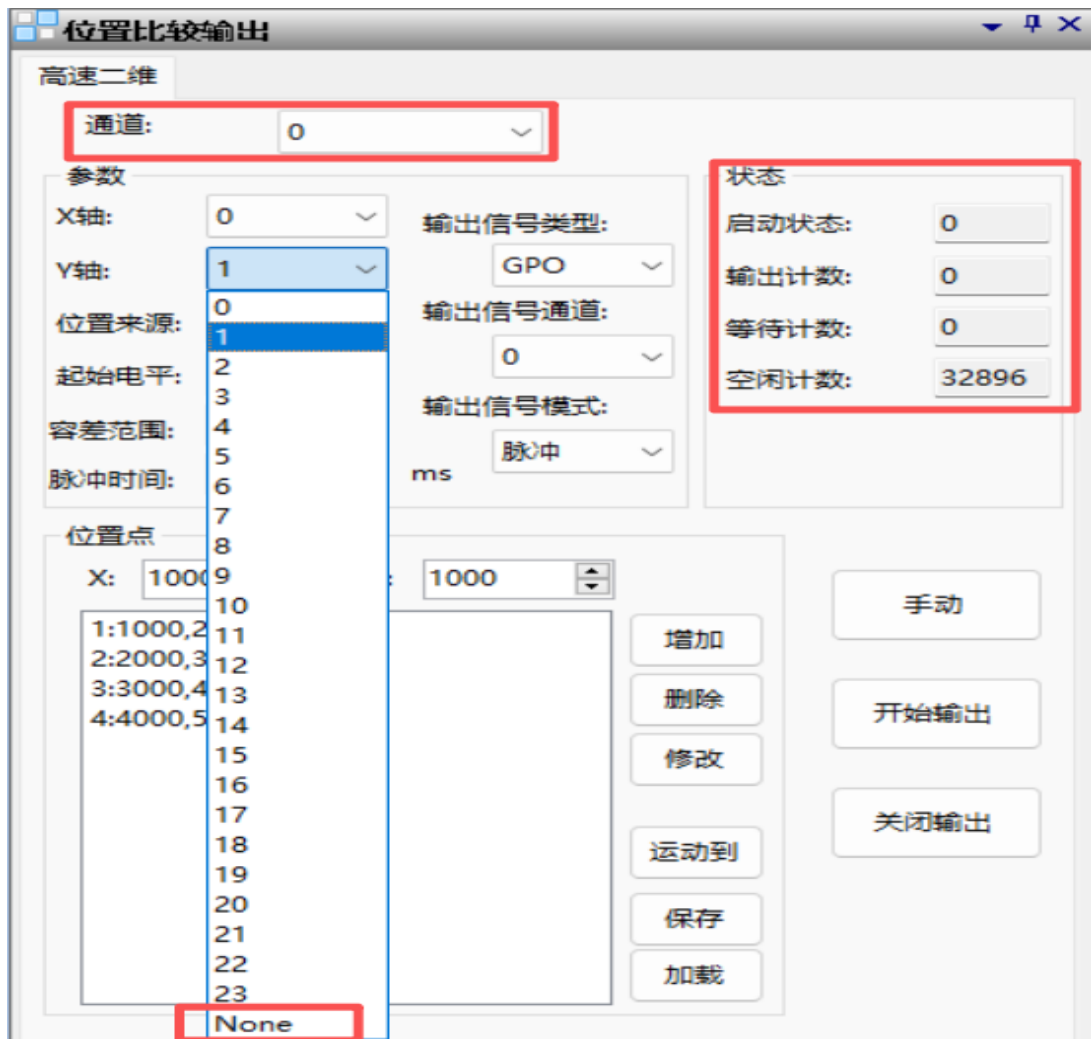 位置比较输出
高速二维
通道: 0
参数
X轴: 0
Y轴: 1
位置来源:
起始电平:
容差范围:
脉冲时间:
0
1
2
3
4
5
6
7
8
9
10
11
12
13
14
15
16
17
18
19
20
21
22
23
None
输出信号类型:
GPO
输出信号通道:
0
输出信号模式:
脉冲
ms
状态
启动状态: 0
输出计数: 0
等待计数: 0
空闲计数: 32896
位置点
X: 1000
: 1000
1:1000,2
2:2000,3
3:3000,4
4:4000,5
增加
删除
修改
运动到
保存
加载
手动
开始输出
关闭输出